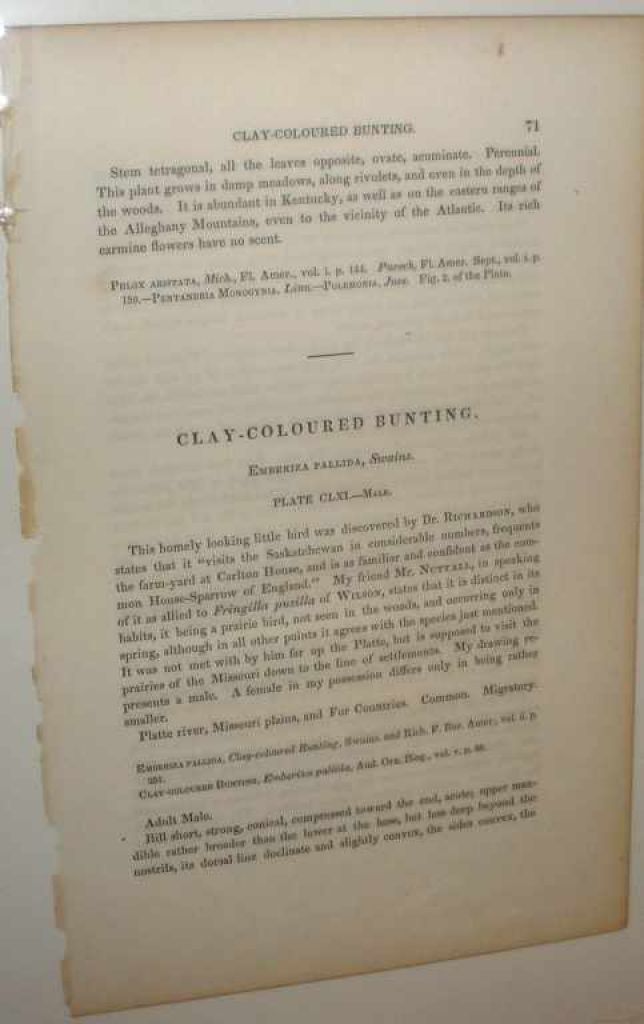 CLAY-COLOURED BUNTING. 71
Stem tetragonal, all the leaves opposite, ovate, acuminate. Perennial.
This plant grows in damp meadows, along rivulets, and even in the depth of
the woods. It is abundant in Kentucky, as well as on the eastern ranges of
the Alleghany Mountains, even to the vicinity of the Atlantic. Its rich
carmine flowers have no scent.
PHLOX ARISTATA, Mich., Fl. Amer., vol. i. p. 144. Pursch, Fl. Amer. Sept., vol. i. p.
150.—PENTANDRIA MONOGYNIA, Linn.—POLEMONIA, Juss. Fig. 2. of the Plate.
CLAY-COLOURED BUNTING.
EMBERIZA PALLIDA, Swains.
PLATE CLXI.—MALE.
This homely looking little bird was discovered by Dr. RICHARDSON, who
states that it "visits the Saskatchewan in considerable numbers, frequents
the farm-yard at Carlton House, and is as familiar and confident as the com-
mon House-Sparrow of England." My friend Mr. NUTTALL, in speaking
of it as allied to Fringilla pusilla of WILSON, states that it is distinct in its
habits, it being a prairie bird, not seen in the woods, and occurring only in
spring, although in all other points it agrees with the species just mentioned.
It was not met with by him far up the Platte, but is supposed to visit the
prairies of the Missouri down to the line of settlements. My drawing re-
presents a male. A female in my possession differs only in being rather
smaller.
Platte river, Missouri plains, and Fur Countries. Common. Migratory.
EMBERIZA PALLIDA, Clay-coloured Bunting, Swains. and Rich. F. Bor. Amer., vol. ii. p.
251.
CLAY-COLOURED BUNTING, Emberiza pallida, Aud. Orn. Biog., vol. v. p. 66.
Adult Male.
Bill short, strong, conical, compressed toward the end, acute; upper man-
dible rather broader than the lower at the base, but less deep beyond the
nostrils, its dorsal line declinate and slightly convex, the sides convex, the